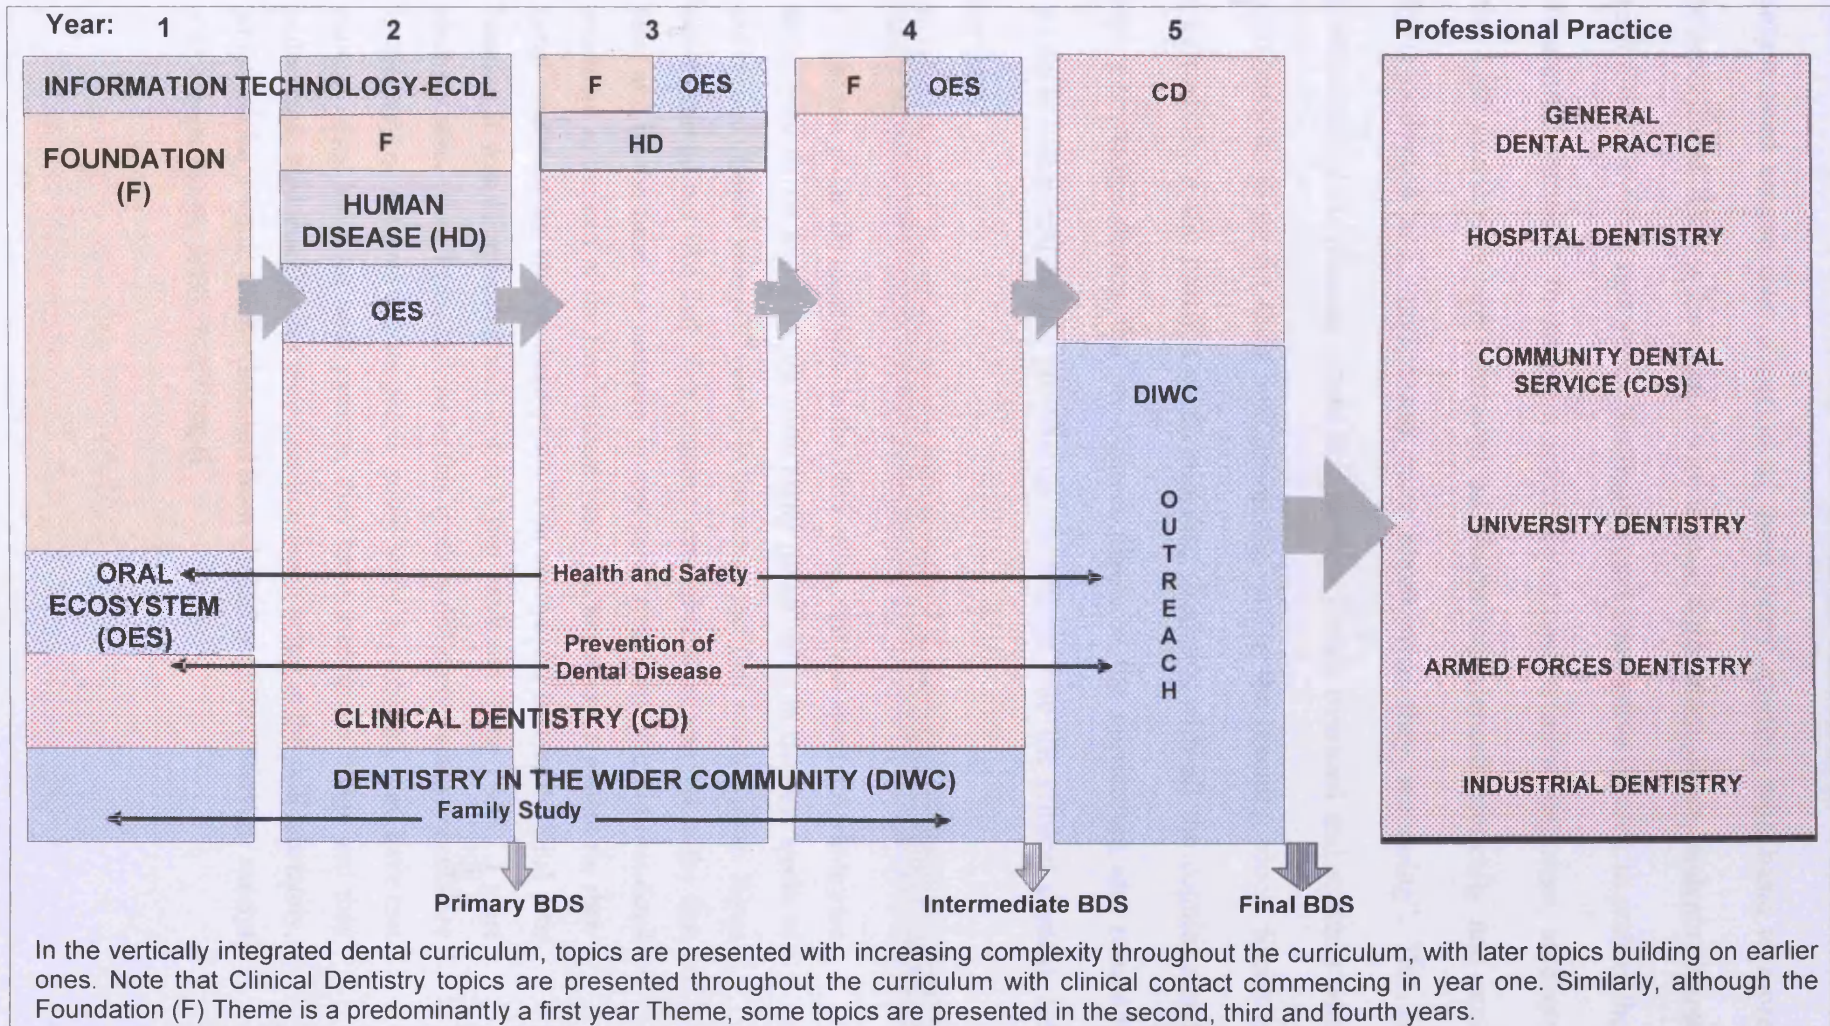 Year: 1 2 3 4 5 Professional Practice
INFORMATION TECHNOLOGY-ECDL
FOUNDATION
(F)
ORAL
ECOSYSTEM
(OES)
F
HUMAN
DISEASE (HD)
OES
F OES
HD
F OES
CD
DIWC
O
U
T
R
E
A
C
H
Health and Safety
Prevention of
Dental Disease
CLINICAL DENTISTRY (CD)
DENTISTRY IN THE WIDER COMMUNITY (DIWC)
Family Study
GENERAL
DENTAL PRACTICE
HOSPITAL DENTISTRY
COMMUNITY DENTAL
SERVICE (CDS)
UNIVERSITY DENTISTRY
ARMED FORCES DENTISTRY
INDUSTRIAL DENTISTRY
Primary BDS
Intermediate BDS
Final BDS
In the vertically integrated dental curriculum, topics are presented with increasing complexity throughout the curriculum, with later topics building on earlier
ones. Note that Clinical Dentistry topics are presented throughout the curriculum with clinical contact commencing in year one. Similarly, although the
Foundation (F) Theme is a predominantly a first year Theme, some topics are presented in the second, third and fourth years.